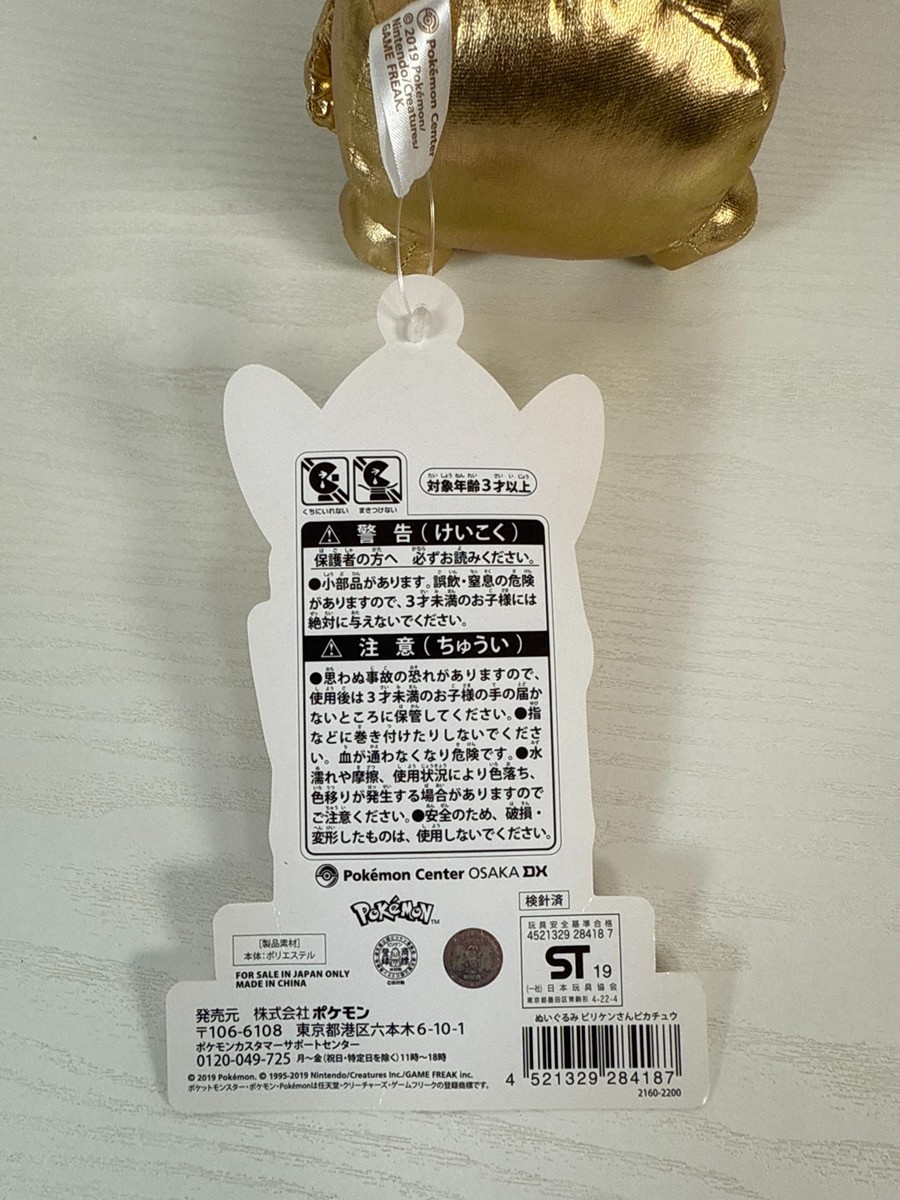 Pokémon Center
© 2019 Pokémon/
Nintendo/Creatures/
GAME FREAK.
くちにいれない
まきつけない
対象年齢3才以上
警告(けいこく)
保護者の方へ 必ずお読みください。
●小部品があります。誤飲・窒息の危険
がありますので、3才未満のお子様には
絶対に与えないでください。
注意(ちゅうい)
●思わぬ事故の恐れがありますので、
使用後は3才未満のお子様の手の届か
ないところに保管してください。●指
などに巻き付けたりしないでくださ
い。血が通わなくなり危険です。●水
濡れや摩擦、使用状況により色落ち、
色移りが発生する場合がありますので
ご注意ください。●安全のため、破損・
変形したものは、使用しないでください。
Pokémon Center OSAKA DX
POKéMON™
検針済
[製品素材]
本体:ポリエステル
FOR SALE IN JAPAN ONLY
MADE IN CHINA
玩具安全基準合格
4521329 28418 7
ST 19
(一社)日本玩具協会
東京都墨田区東駒形 4-22-4
発売元 株式会社ポケモン
〒106-6108 東京都港区六本木6-10-1
ポケモンカスタマーサポートセンター
0120-049-725 月~金(祝日・特定日を除く)11時~18時
© 2019 Pokémon. © 1995-2019 Nintendo/Creatures Inc./GAME FREAK inc.
ポケットモンスター・ポケモン・Pokémonは任天堂・クリーチャーズ・ゲームフリークの登録商標です。
ぬいぐるみ ビリケンさんピカチュウ
4 521329 284187
2160-2200